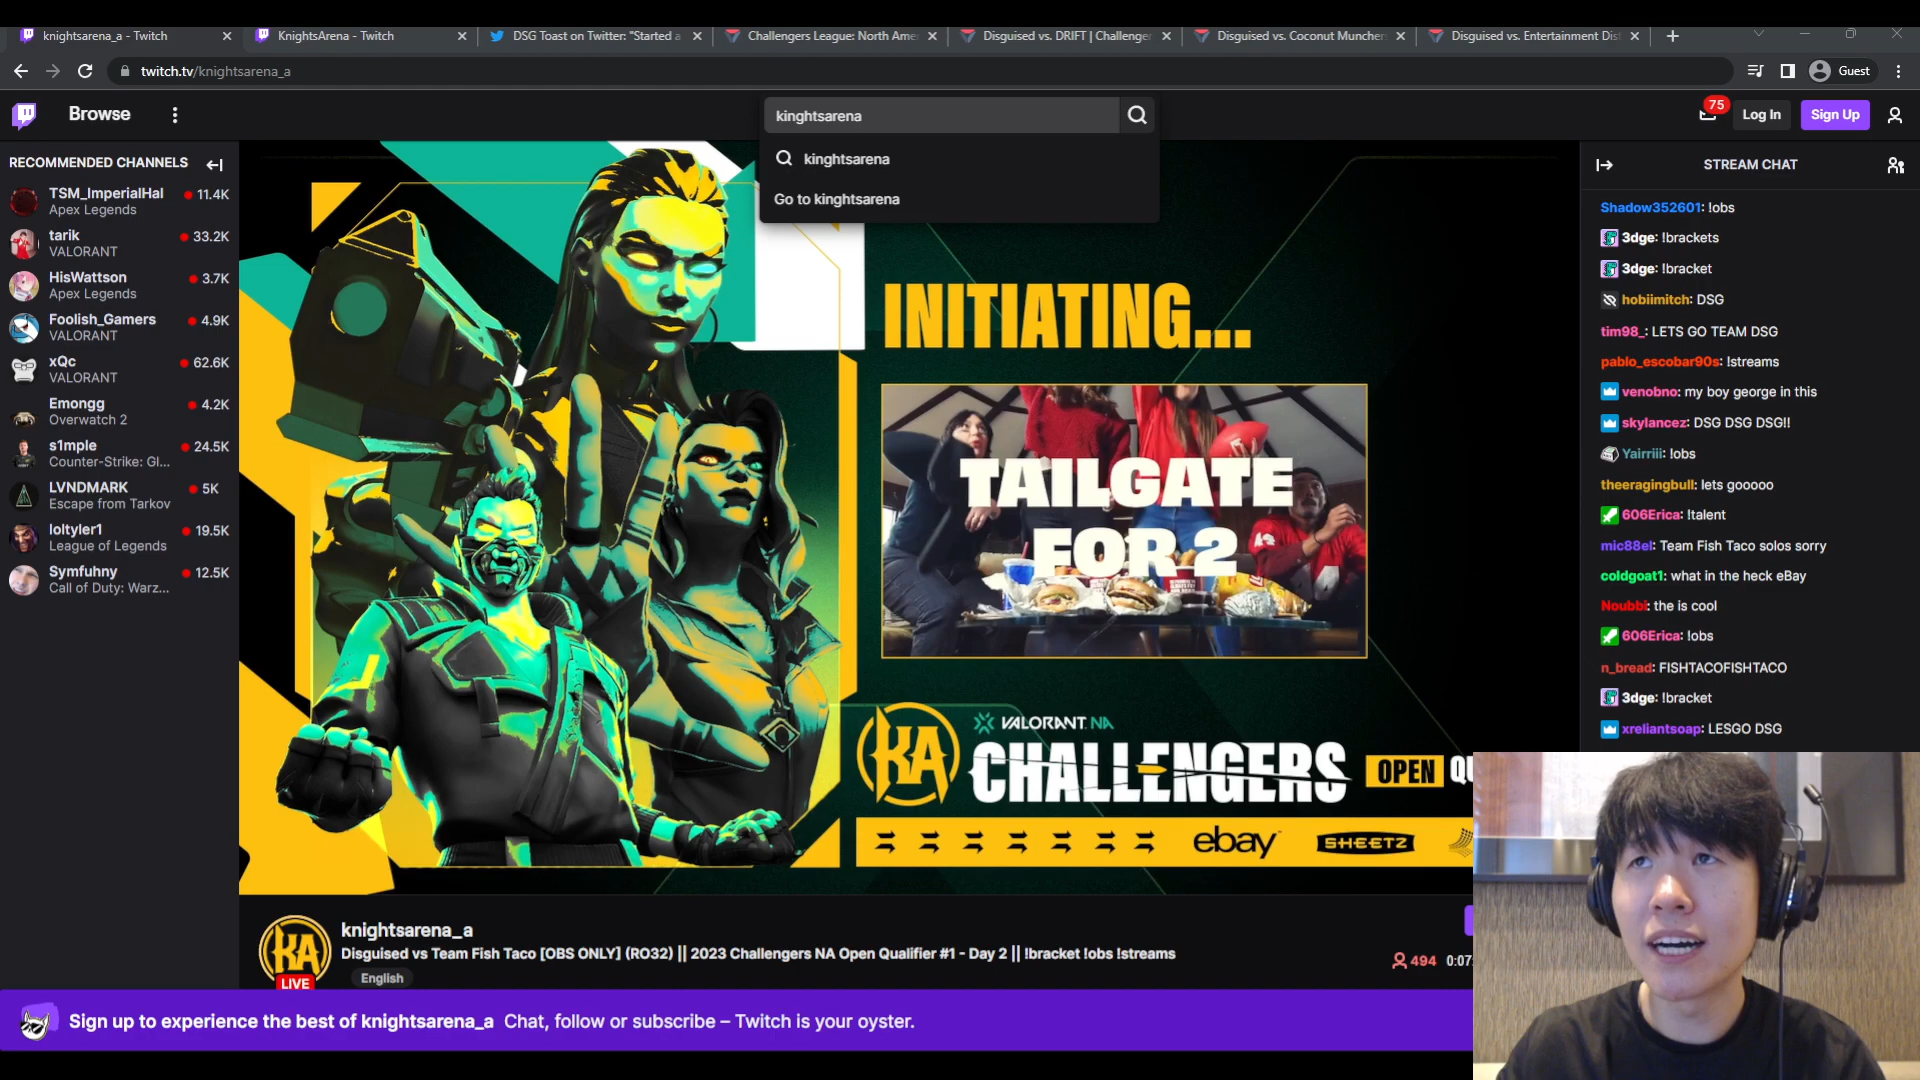 knightsarena_a - Twitch
KnightsArena - Twitch
DSG Toast on Twitter: "Started a
Challengers League: North Ame
Disguised vs. DRIFT | Challenger
Disguised vs. Coconut Muncher
Disguised vs. Entertainment Dis
twitch.tv/knightsarena_a
Guest
Browse
kinghtsarena
75
Log In
Sign Up
kinghtsarena
Go to kinghtsarena
RECOMMENDED CHANNELS
TSM_ImperialHal
11.4K
Apex Legends
tarik
33.2K
VALORANT
HisWattson
3.7K
Apex Legends
Foolish_Gamers
4.9K
VALORANT
xQc
62.6K
VALORANT
Emongg
4.2K
Overwatch 2
s1mple
24.5K
Counter-Strike: Gl...
LVNDMARK
5K
Escape from Tarkov
loltyler1
19.5K
League of Legends
Symfuhny
12.5K
Call of Duty: Warz...
INITIATING...
TAILGATE
FOR 2
KA
VALORANT NA
CHALLENGERS
OPEN QU
ebay
SHEETZ
STREAM CHAT
Shadow352601: !obs
3dge: !brackets
3dge: !bracket
hobiimitch: DSG
tim98_: LETS GO TEAM DSG
pablo_escobar90s: !streams
venobno: my boy george in this
skylancez: DSG DSG DSG!!
Yairriii: !obs
theeragingbull: lets gooooo
606Erica: !talent
mic88el: Team Fish Taco solos sorry
coldgoat1: what in the heck eBay
Noubbi: the is cool
606Erica: !obs
n_bread: FISHTACOFISHTACO
3dge: !bracket
xreliantsoap: LESGO DSG
KA
LIVE
knightsarena_a
Disguised vs Team Fish Taco [OBS ONLY] (RO32) || 2023 Challengers NA Open Qualifier #1 - Day 2 || !bracket !obs !streams
English
494
0:07
Sign up to experience the best of knightsarena_a Chat, follow or subscribe – Twitch is your oyster.